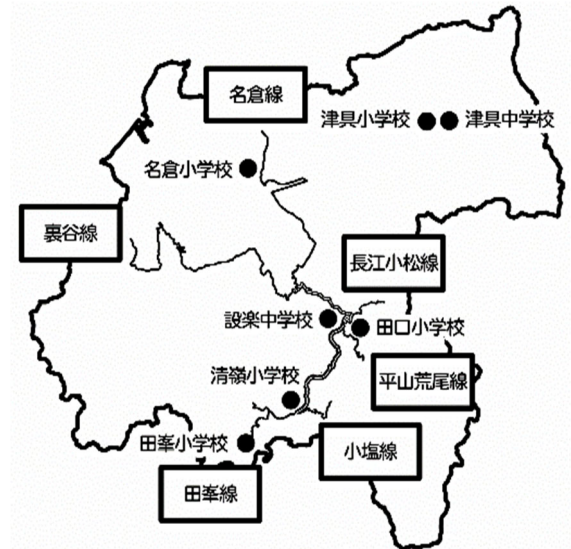 名倉線
津具小学校
津具中学校
名倉小学校
裏谷線
長江小松線
設楽中学校
田口小学校
清嶺小学校
平山荒尾線
田峯小学校
小塩線
田峯線